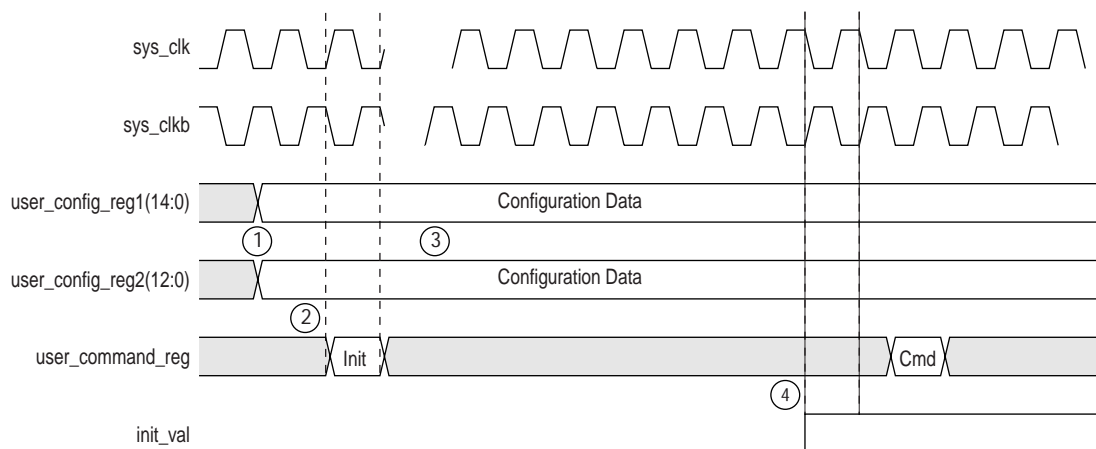 sys_clk
sys_clkb
user_config_reg1(14:0) Configuration Data
1 3
user_config_reg2(12:0) Configuration Data
2
user_command_reg Init Cmd
4
init_val